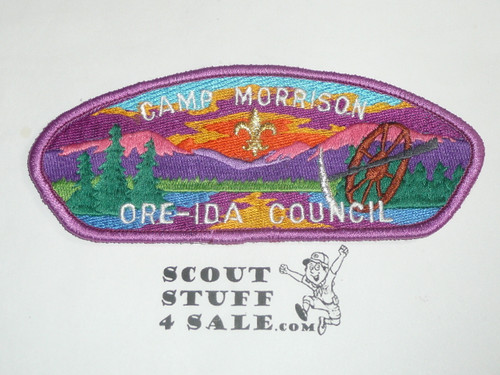 CAMP MORRISON
ORE-IDA COUNCIL
SCOUT
STUFF
4 SALE.com